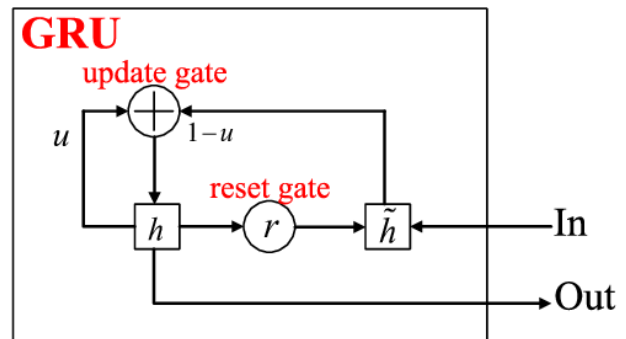 GRU
update gate
u
1−u
reset gate
h
r
h̃
In
Out